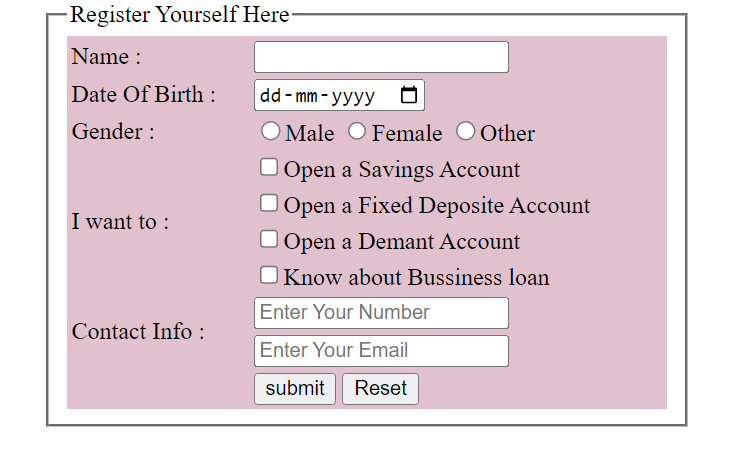 Register Yourself Here
Name :
Date Of Birth : dd-mm-yyyy
Gender : Male Female Other
Open a Savings Account
Open a Fixed Deposite Account
I want to :
Open a Demant Account
Know about Bussiness loan
Enter Your Number
Contact Info :
Enter Your Email
submit Reset